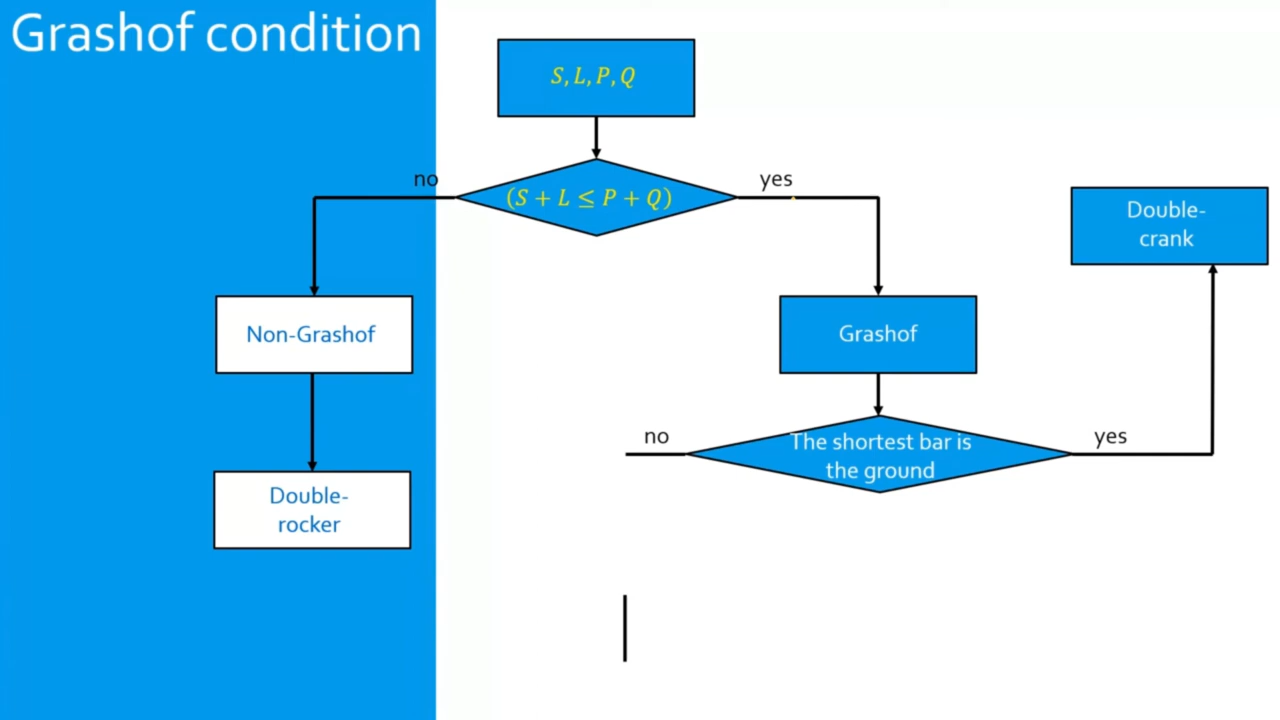 Grashof condition
S, L, P, Q
no
yes
(S + L ≤ P + Q)
Double-
crank
Non-Grashof
Grashof
no
The shortest bar is
the ground
yes
Double-
rocker